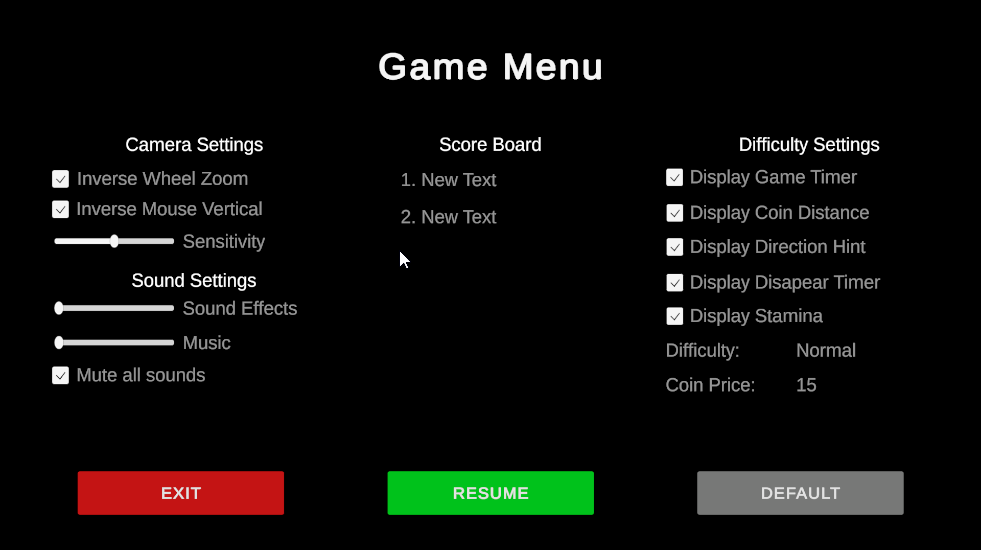 Game Menu
Camera Settings
Inverse Wheel Zoom
Inverse Mouse Vertical
Sensitivity
Sound Settings
Sound Effects
Music
Mute all sounds
Score Board
1. New Text
2. New Text
Difficulty Settings
Display Game Timer
Display Coin Distance
Display Direction Hint
Display Disapear Timer
Display Stamina
Difficulty: Normal
Coin Price: 15
EXIT
RESUME
DEFAULT